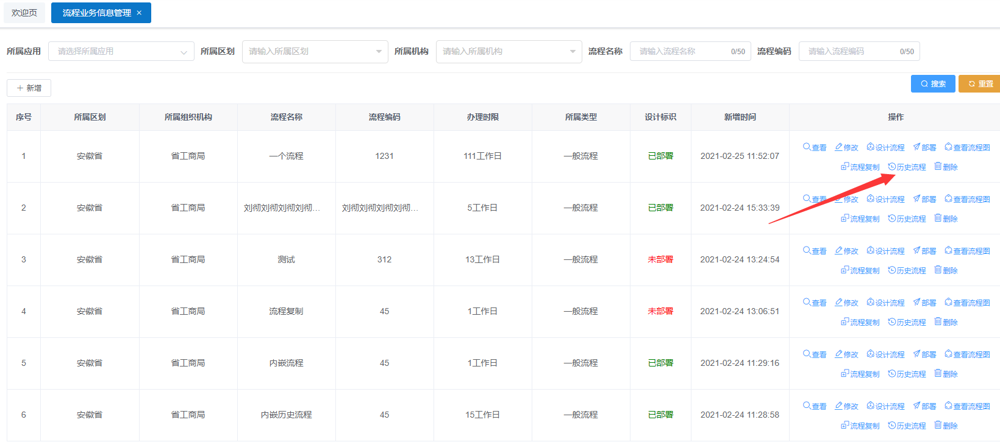 欢迎页 流程业务信息管理 ×
所属应用 请选择所属应用 所属区划 请输入所属区划 所属机构 请输入所属机构 流程名称 请输入流程名称 0/50 流程编码 请输入流程编码 0/50
+ 新增 搜索 重置
序号 所属区划 所属组织机构 流程名称 流程编码 办理时限 所属类型 设计标识 新增时间 操作
1 安徽省 省工商局 一个流程 1231 111工作日 一般流程 已部署 2021-02-25 11:52:07 查看 修改 设计流程 部署 查看流程图
流程复制 历史流程 删除
2 安徽省 省工商局 刘彻刘彻刘彻刘彻... 刘彻刘彻刘彻刘彻... 5工作日 一般流程 已部署 2021-02-24 15:33:39 查看 修改 设计流程 部署 查看流程图
流程复制 历史流程 删除
3 安徽省 省工商局 测试 312 13工作日 一般流程 未部署 2021-02-24 13:24:54 查看 修改 设计流程 部署 查看流程图
流程复制 历史流程 删除
4 安徽省 省工商局 流程复制 45 1工作日 一般流程 未部署 2021-02-24 13:06:51 查看 修改 设计流程 部署 查看流程图
流程复制 历史流程 删除
5 安徽省 省工商局 内嵌流程 45 1工作日 一般流程 已部署 2021-02-24 11:29:16 查看 修改 设计流程 部署 查看流程图
流程复制 历史流程 删除
6 安徽省 省工商局 内嵌历史流程 45 15工作日 一般流程 已部署 2021-02-24 11:28:58 查看 修改 设计流程 部署 查看流程图
流程复制 历史流程 删除